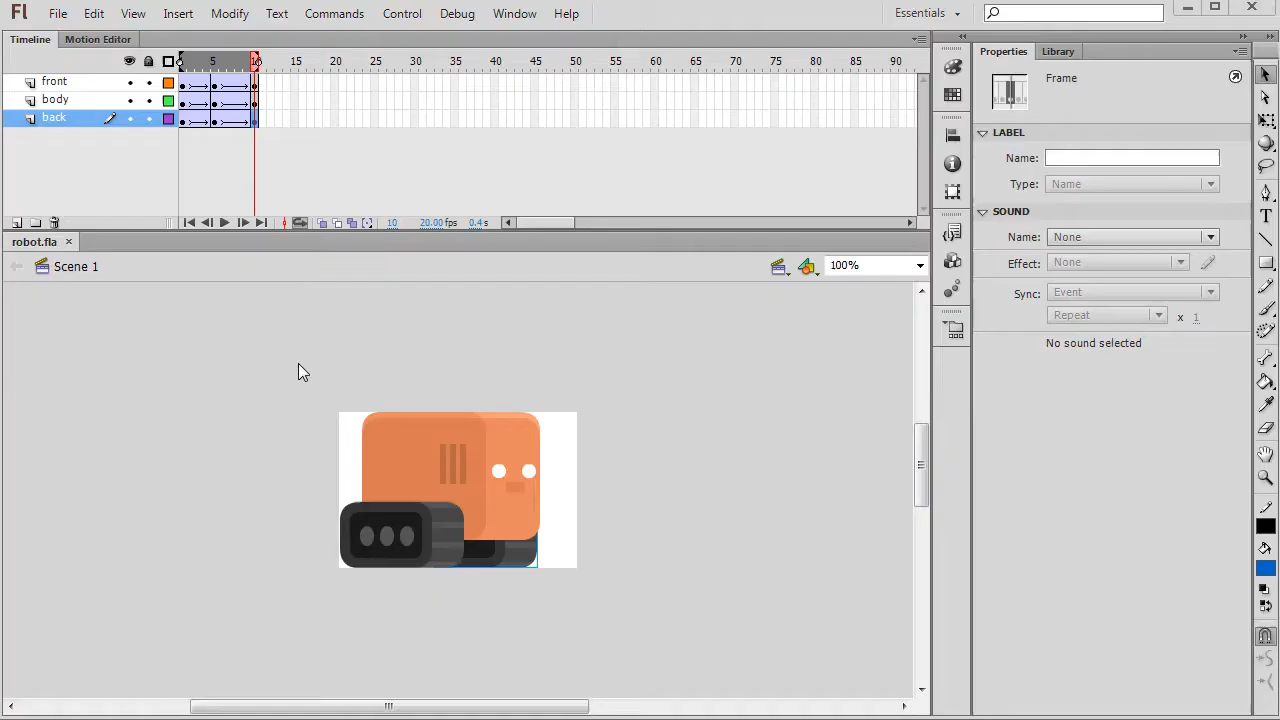 Fl File Edit View Insert Modify Text Commands Control Debug Window Help Essentials
Timeline Motion Editor
Properties Library
5 10 15 20 25 30 35 40 45 50 55 60 65 70 75 80 85 90
front
body
back
10 20.00 fps 0.4 s
robot.fla
Scene 1
100%
Frame
LABEL
Name:
Type: Name
SOUND
Name: None
Effect: None
Sync: Event
Repeat x 1
No sound selected